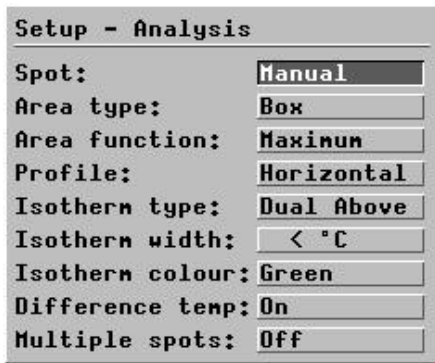 Setup - Analysis
Spot: Manual
Area type: Box
Area function: Maximum
Profile: Horizontal
Isotherm type: Dual Above
Isotherm width: < °C
Isotherm colour: Green
Difference temp: On
Multiple spots: Off